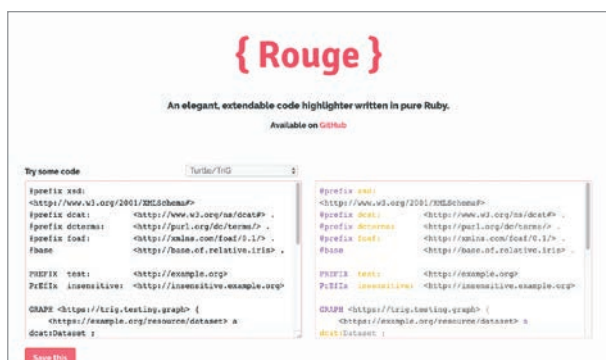 { Rouge }
An elegant, extendable code highlighter written in pure Ruby.
Available on GitHub
Try some code
Turtle/TriG
@prefix xsd:
<http://www.w3.org/2001/XMLSchema#>
@prefix dcat: <http://www.w3.org/ns/dcat#> .
@prefix dcterms: <http://purl.org/dc/terms/> .
@prefix foaf: <http://xmlns.com/foaf/0.1/> .
@base <http://base.of.relative.iris> .
PREFIX test: <http://example.org>
PrEfIx insensitive: <http://insensitive.example.org>
GRAPH <https://trig.testing.graph> {
<https://example.org/resource/dataset> a
dcat:Dataset ;
@prefix xsd:
<http://www.w3.org/2001/XMLSchema#>
@prefix dcat: <http://www.w3.org/ns/dcat#> .
@prefix dcterms: <http://purl.org/dc/terms/> .
@prefix foaf: <http://xmlns.com/foaf/0.1/> .
@base <http://base.of.relative.iris> .
PREFIX test: <http://example.org>
PrEfIx insensitive: <http://insensitive.example.org>
GRAPH <https://trig.testing.graph> {
<https://example.org/resource/dataset> a
dcat:Dataset ;
Save this